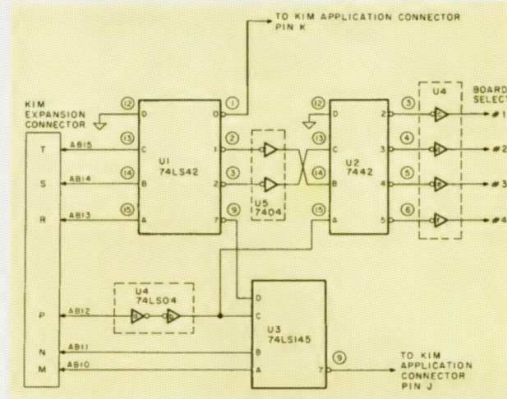 TO KIM APPLICATION CONNECTOR
PIN K
KIM
EXPANSION
CONNECTOR
12
D
0
1
12
D
2
3
U4
BOARD
SELECT
#1
T
AB15
13
C
U1
74LS42
1
2
13
C
U2
7442
3
4
#2
S
AB14
14
B
2
3
U5
7404
14
B
4
5
#3
R
AB13
15
A
7
9
15
A
5
6
#4
U4
74LS04
D
P
AB12
C
U3
74LS145
N
AB11
B
M
AB10
A
7
9
TO KIM
APPLICATION
CONNECTOR
PIN J